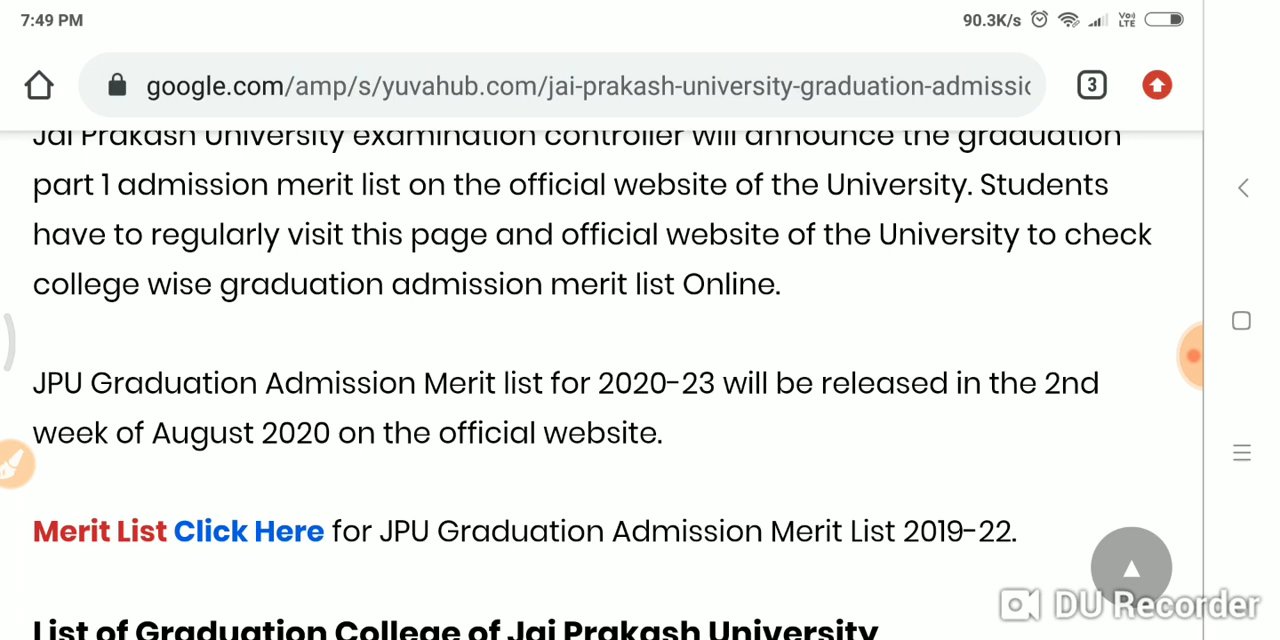 7:49 PM
90.3K/s
Vo)) LTE
google.com/amp/s/yuvahub.com/jai-prakash-university-graduation-admissio
3
Jai Prakash University examination controller will announce the graduation
part 1 admission merit list on the official website of the University. Students
have to regularly visit this page and official website of the University to check
college wise graduation admission merit list Online.
JPU Graduation Admission Merit list for 2020-23 will be released in the 2nd
week of August 2020 on the official website.
Merit List Click Here for JPU Graduation Admission Merit List 2019-22.
DU Recorder
List of Graduation College of Jai Prakash University